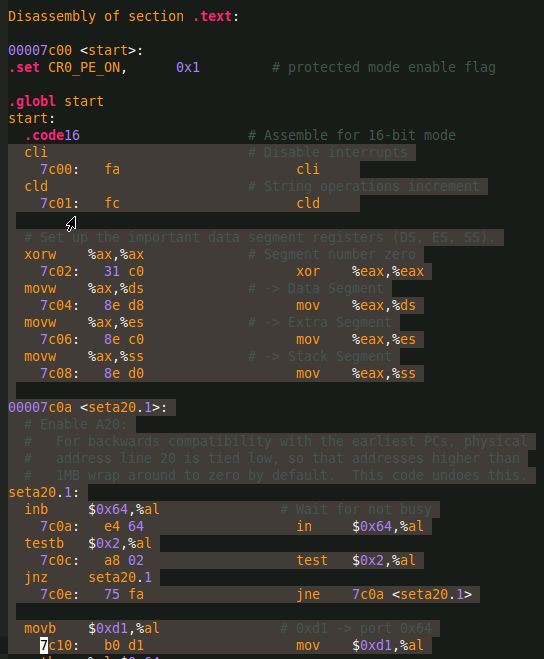 Disassembly of section .text:
00007c00 <start>:
.set CR0_PE_ON,      0x1         # protected mode enable flag
.globl start
start:
  .code16                     # Assemble for 16-bit mode
  cli                         # Disable interrupts
    7c00:   fa                      cli
  cld                         # String operations increment
    7c01:   fc                      cld
  # Set up the important data segment registers (DS, ES, SS).
  xorw    %ax,%ax             # Segment number zero
    7c02:   31 c0                   xor    %eax,%eax
  movw    %ax,%ds             # -> Data Segment
    7c04:   8e d8                   mov    %eax,%ds
  movw    %ax,%es             # -> Extra Segment
    7c06:   8e c0                   mov    %eax,%es
  movw    %ax,%ss             # -> Stack Segment
    7c08:   8e d0                   mov    %eax,%ss
00007c0a <seta20.1>:
  # Enable A20:
  #   For backwards compatibility with the earliest PCs, physical
  #   address line 20 is tied low, so that addresses higher than
  #   1MB wrap around to zero by default.  This code undoes this.
seta20.1:
  inb     $0x64,%al               # Wait for not busy
    7c0a:   e4 64                   in     $0x64,%al
  testb   $0x2,%al
    7c0c:   a8 02                   test   $0x2,%al
  jnz     seta20.1
    7c0e:   75 fa                   jne    7c0a <seta20.1>
  movb    $0xd1,%al               # 0xd1 -> port 0x64
    7c10:   b0 d1                   mov    $0xd1,%al